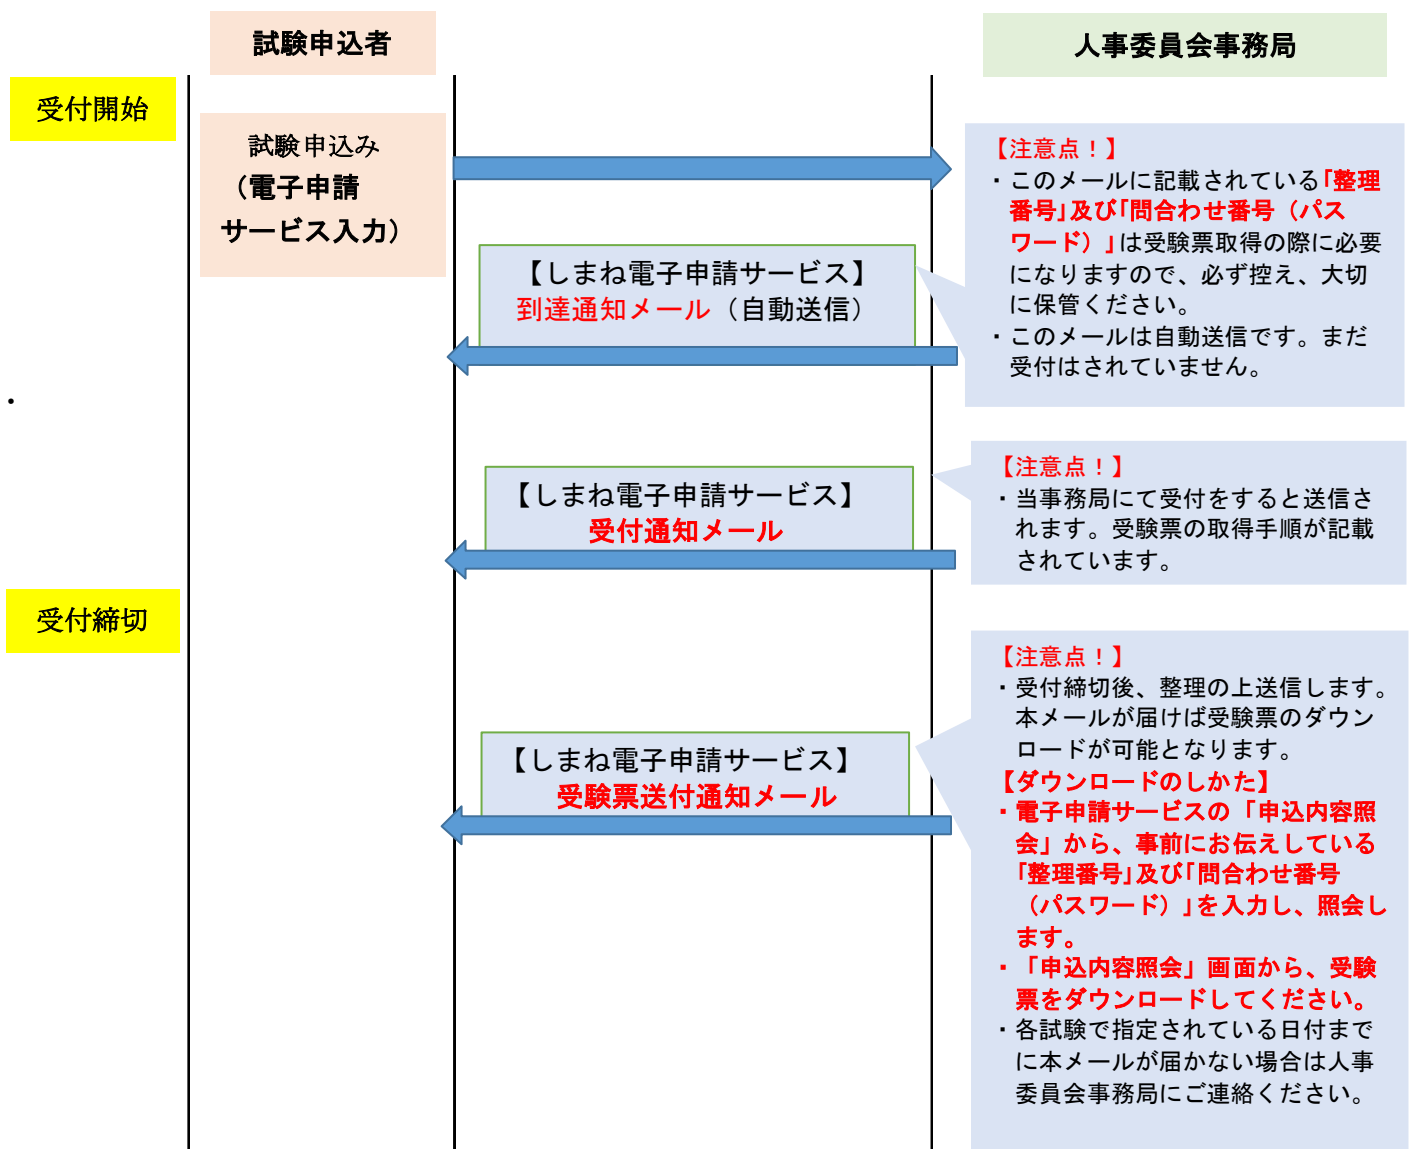 試験申込者
人事委員会事務局
受付開始
試験申込み
（電子申請
サービス入力）
【注意点！】
・このメールに記載されている「整理
番号」及び「問合わせ番号（パス
ワード）」は受験票取得の際に必要
になりますので、必ず控え、大切
に保管ください。
・このメールは自動送信です。まだ
受付はされていません。
【しまね電子申請サービス】
到達通知メール（自動送信）
.
【しまね電子申請サービス】
受付通知メール
【注意点！】
・当事務局にて受付をすると送信さ
れます。受験票の取得手順が記載
されています。
受付締切
【しまね電子申請サービス】
受験票送付通知メール
【注意点！】
・受付締切後、整理の上送信します。
本メールが届けば受験票のダウン
ロードが可能となります。
【ダウンロードのしかた】
・電子申請サービスの「申込内容照
会」から、事前にお伝えしている
「整理番号」及び「問合わせ番号
（パスワード）」を入力し、照会し
ます。
・「申込内容照会」画面から、受験
票をダウンロードしてください。
・各試験で指定されている日付まで
に本メールが届かない場合は人事
委員会事務局にご連絡ください。